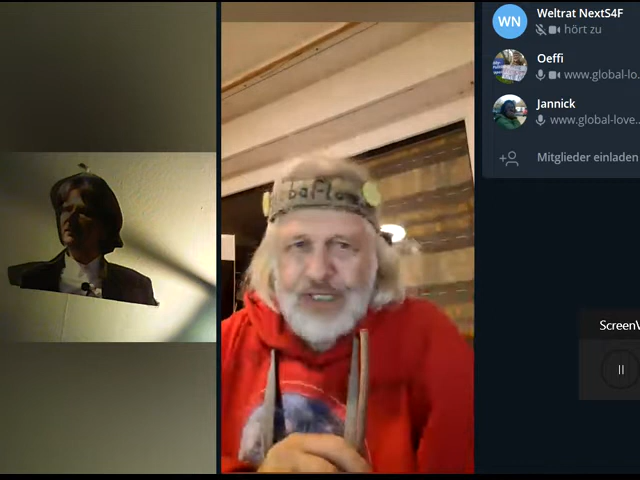 WN
Weltrat NextS4F
hört zu
Oeffi
www.global-lo...
Jannick
www.global-love...
Mitglieder einladen
ScreenV